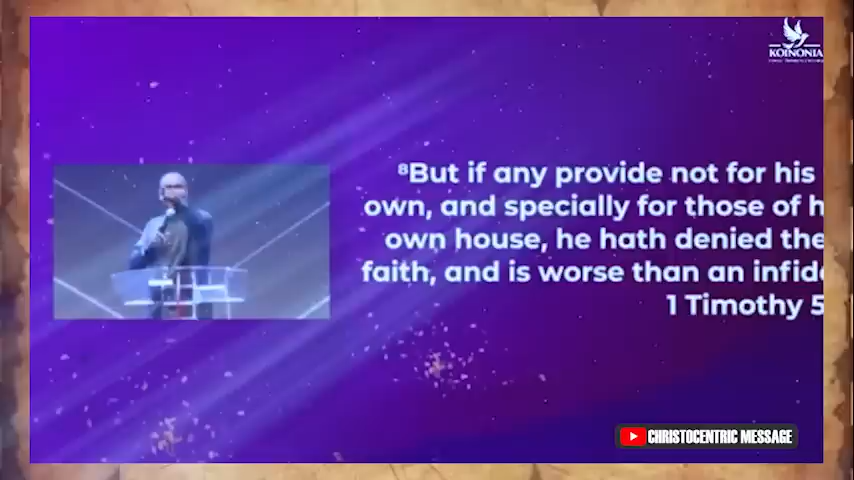 KOINONIA
⁸But if any provide not for his
own, and specially for those of h
own house, he hath denied the
faith, and is worse than an infid
1 Timothy 5
CHRISTOCENTRIC MESSAGE